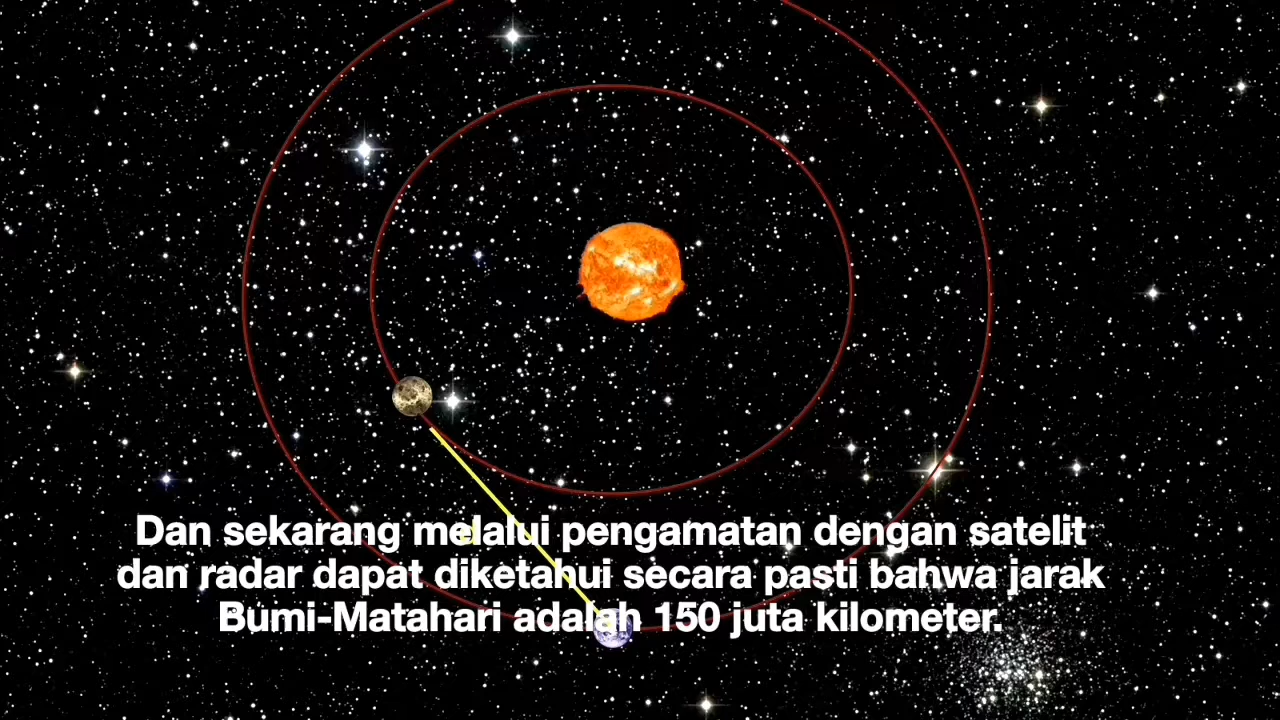 Dan sekarang melalui pengamatan dengan satelit
dan radar dapat diketahui secara pasti bahwa jarak
Bumi-Matahari adalah 150 juta kilometer.